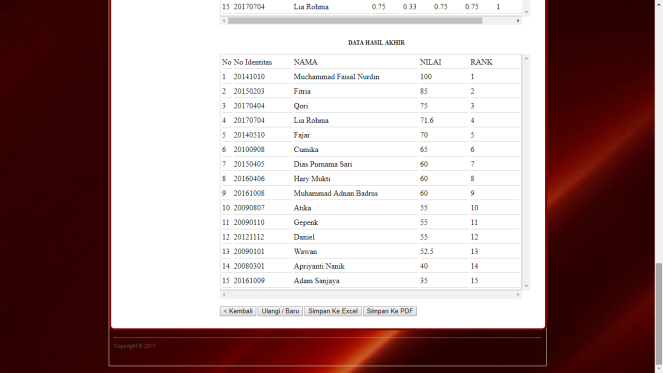 15 20170704 Lia Rohma 0.75 0.33 0.75 0.75 1
DATA HASIL AKHIR
No No Identitas NAMA NILAI RANK
1 20141010 Muchammad Faisal Nurdin 100 1
2 20150203 Fitria 85 2
3 20170404 Qori 75 3
4 20170704 Lia Rohma 71.6 4
5 20140510 Fajar 70 5
6 20100908 Cumika 65 6
7 20150405 Dias Purnama Sari 60 7
8 20160406 Hary Mukti 60 8
9 20161008 Muhammad Adnan Badrus 60 9
10 20090807 Atika 55 10
11 20090110 Gepenk 55 11
12 20121112 Daniel 55 12
13 20090101 Wawan 52.5 13
14 20080301 Apriyanti Nanik 40 14
15 20161009 Adam Sanjaya 35 15
< Kembali Ulangi / Baru Simpan Ke Excel Simpan Ke PDF
Copyright © 2017